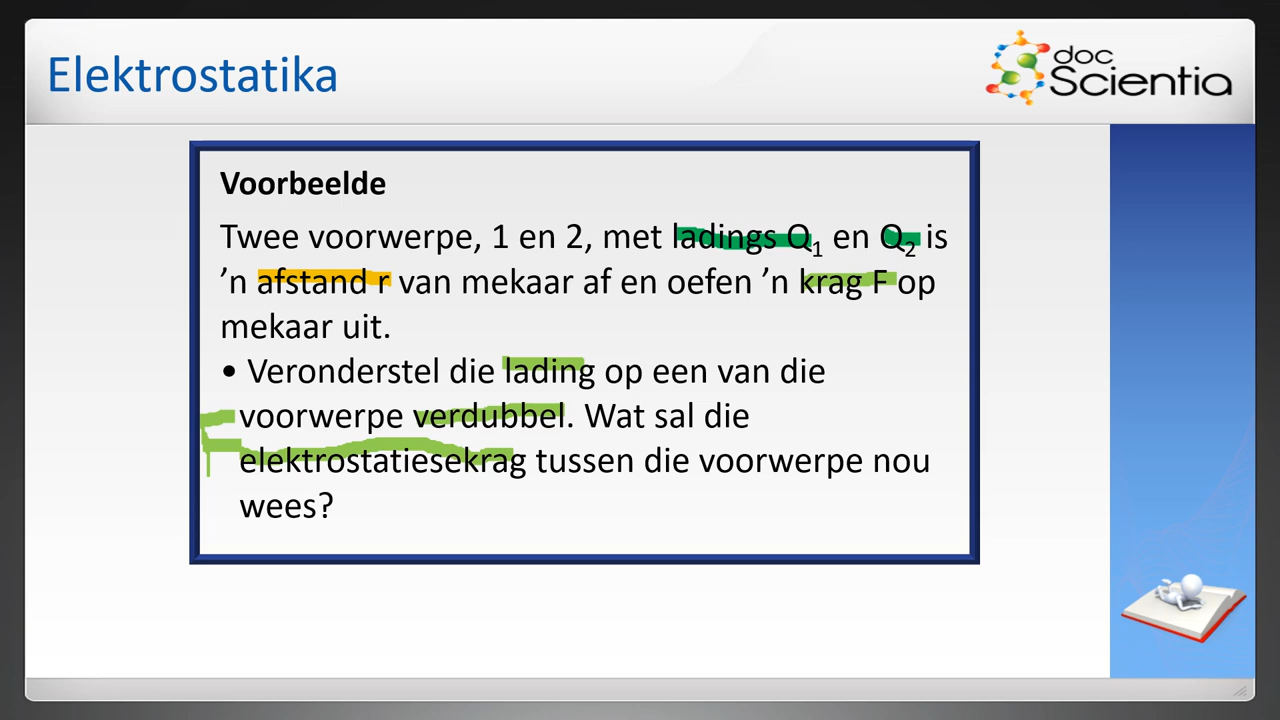 Elektrostatika
doc
Scientia
Voorbeelde
Twee voorwerpe, 1 en 2, met ladings Q₁ en Q₂ is
’n afstand r van mekaar af en oefen ’n krag F op
mekaar uit.
• Veronderstel die lading op een van die
voorwerpe verdubbel. Wat sal die
elektrostatiesekrag tussen die voorwerpe nou
wees?